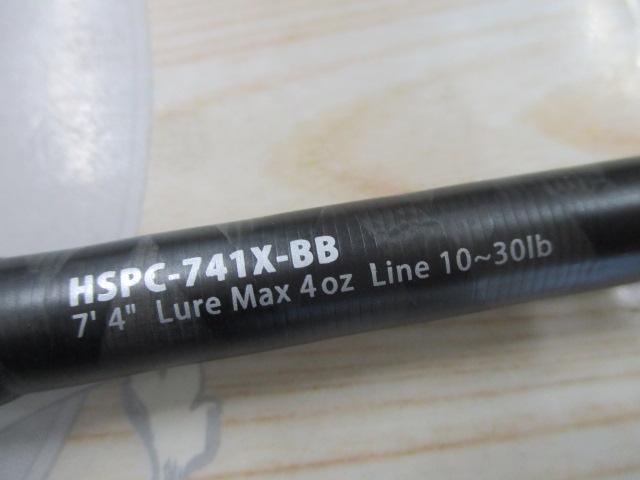 HSPC-741X-BB
7' 4" Lure Max 4oz Line 10~30lb